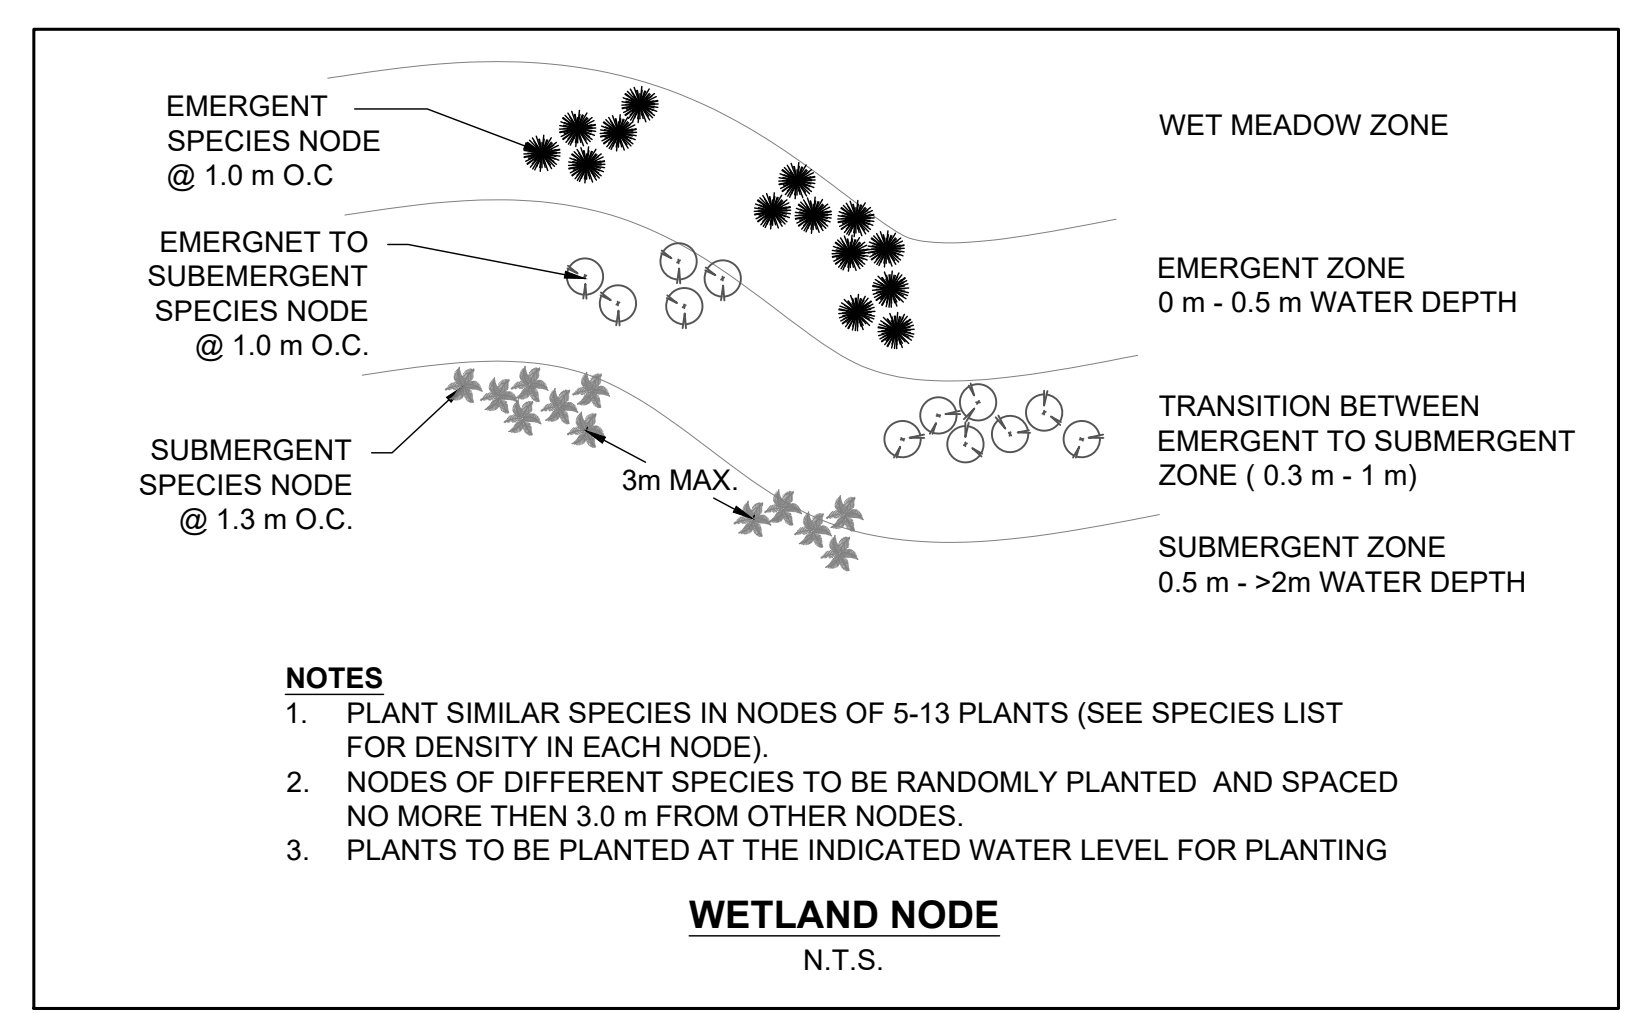 EMERGENT
SPECIES NODE
@ 1.0 m O.C
WET MEADOW ZONE
EMERGNET TO
SUBEMERGENT
SPECIES NODE
@ 1.0 m O.C.
EMERGENT ZONE
0 m - 0.5 m WATER DEPTH
SUBMERGENT
SPECIES NODE
@ 1.3 m O.C.
3m MAX.
TRANSITION BETWEEN
EMERGENT TO SUBMERGENT
ZONE ( 0.3 m - 1 m)
SUBMERGENT ZONE
0.5 m - >2m WATER DEPTH
NOTES
1. PLANT SIMILAR SPECIES IN NODES OF 5-13 PLANTS (SEE SPECIES LIST
FOR DENSITY IN EACH NODE).
2. NODES OF DIFFERENT SPECIES TO BE RANDOMLY PLANTED AND SPACED
NO MORE THEN 3.0 m FROM OTHER NODES.
3. PLANTS TO BE PLANTED AT THE INDICATED WATER LEVEL FOR PLANTING
WETLAND NODE
N.T.S.